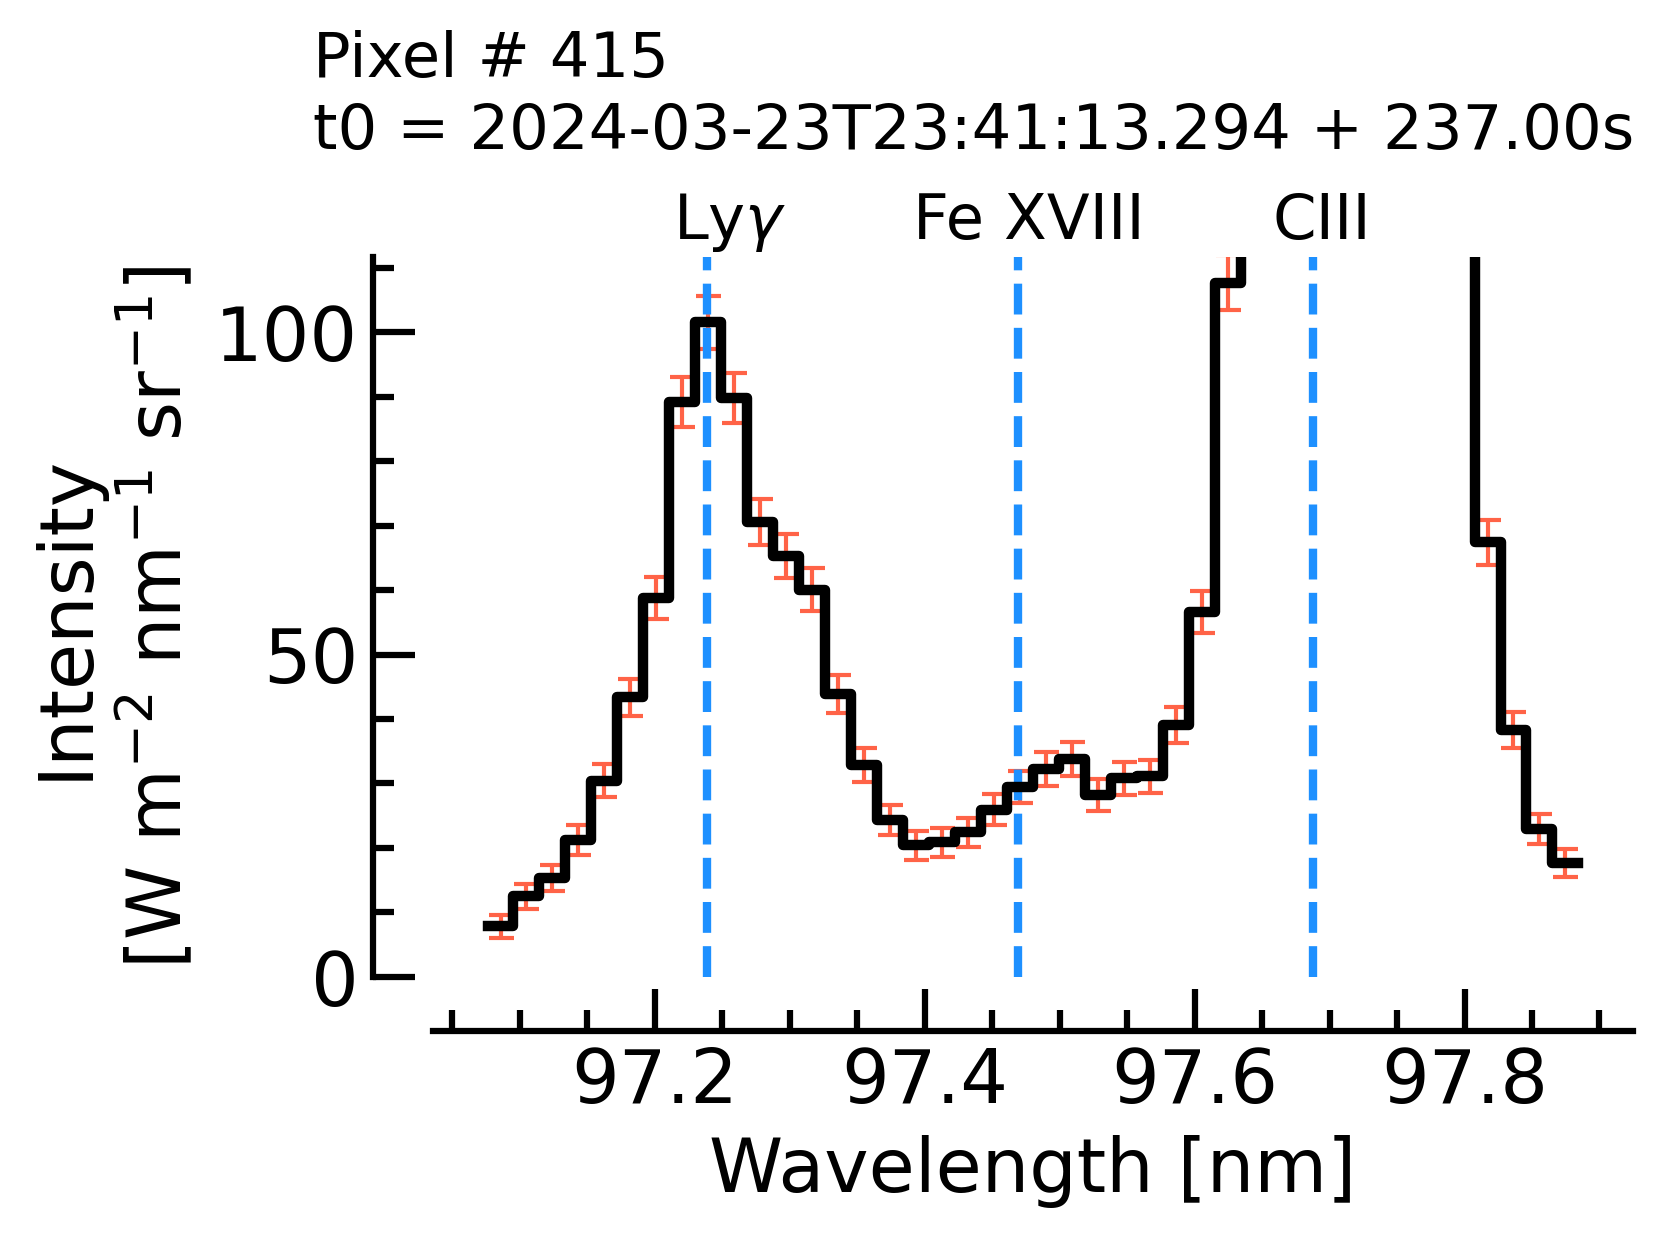 Pixel # 415
t0 = 2024-03-23T23:41:13.294 + 237.00s
Lyγ Fe XVIII CIII
Intensity
[W m⁻² nm⁻¹ sr⁻¹]
100
50
0
97.2 97.4 97.6 97.8
Wavelength [nm]